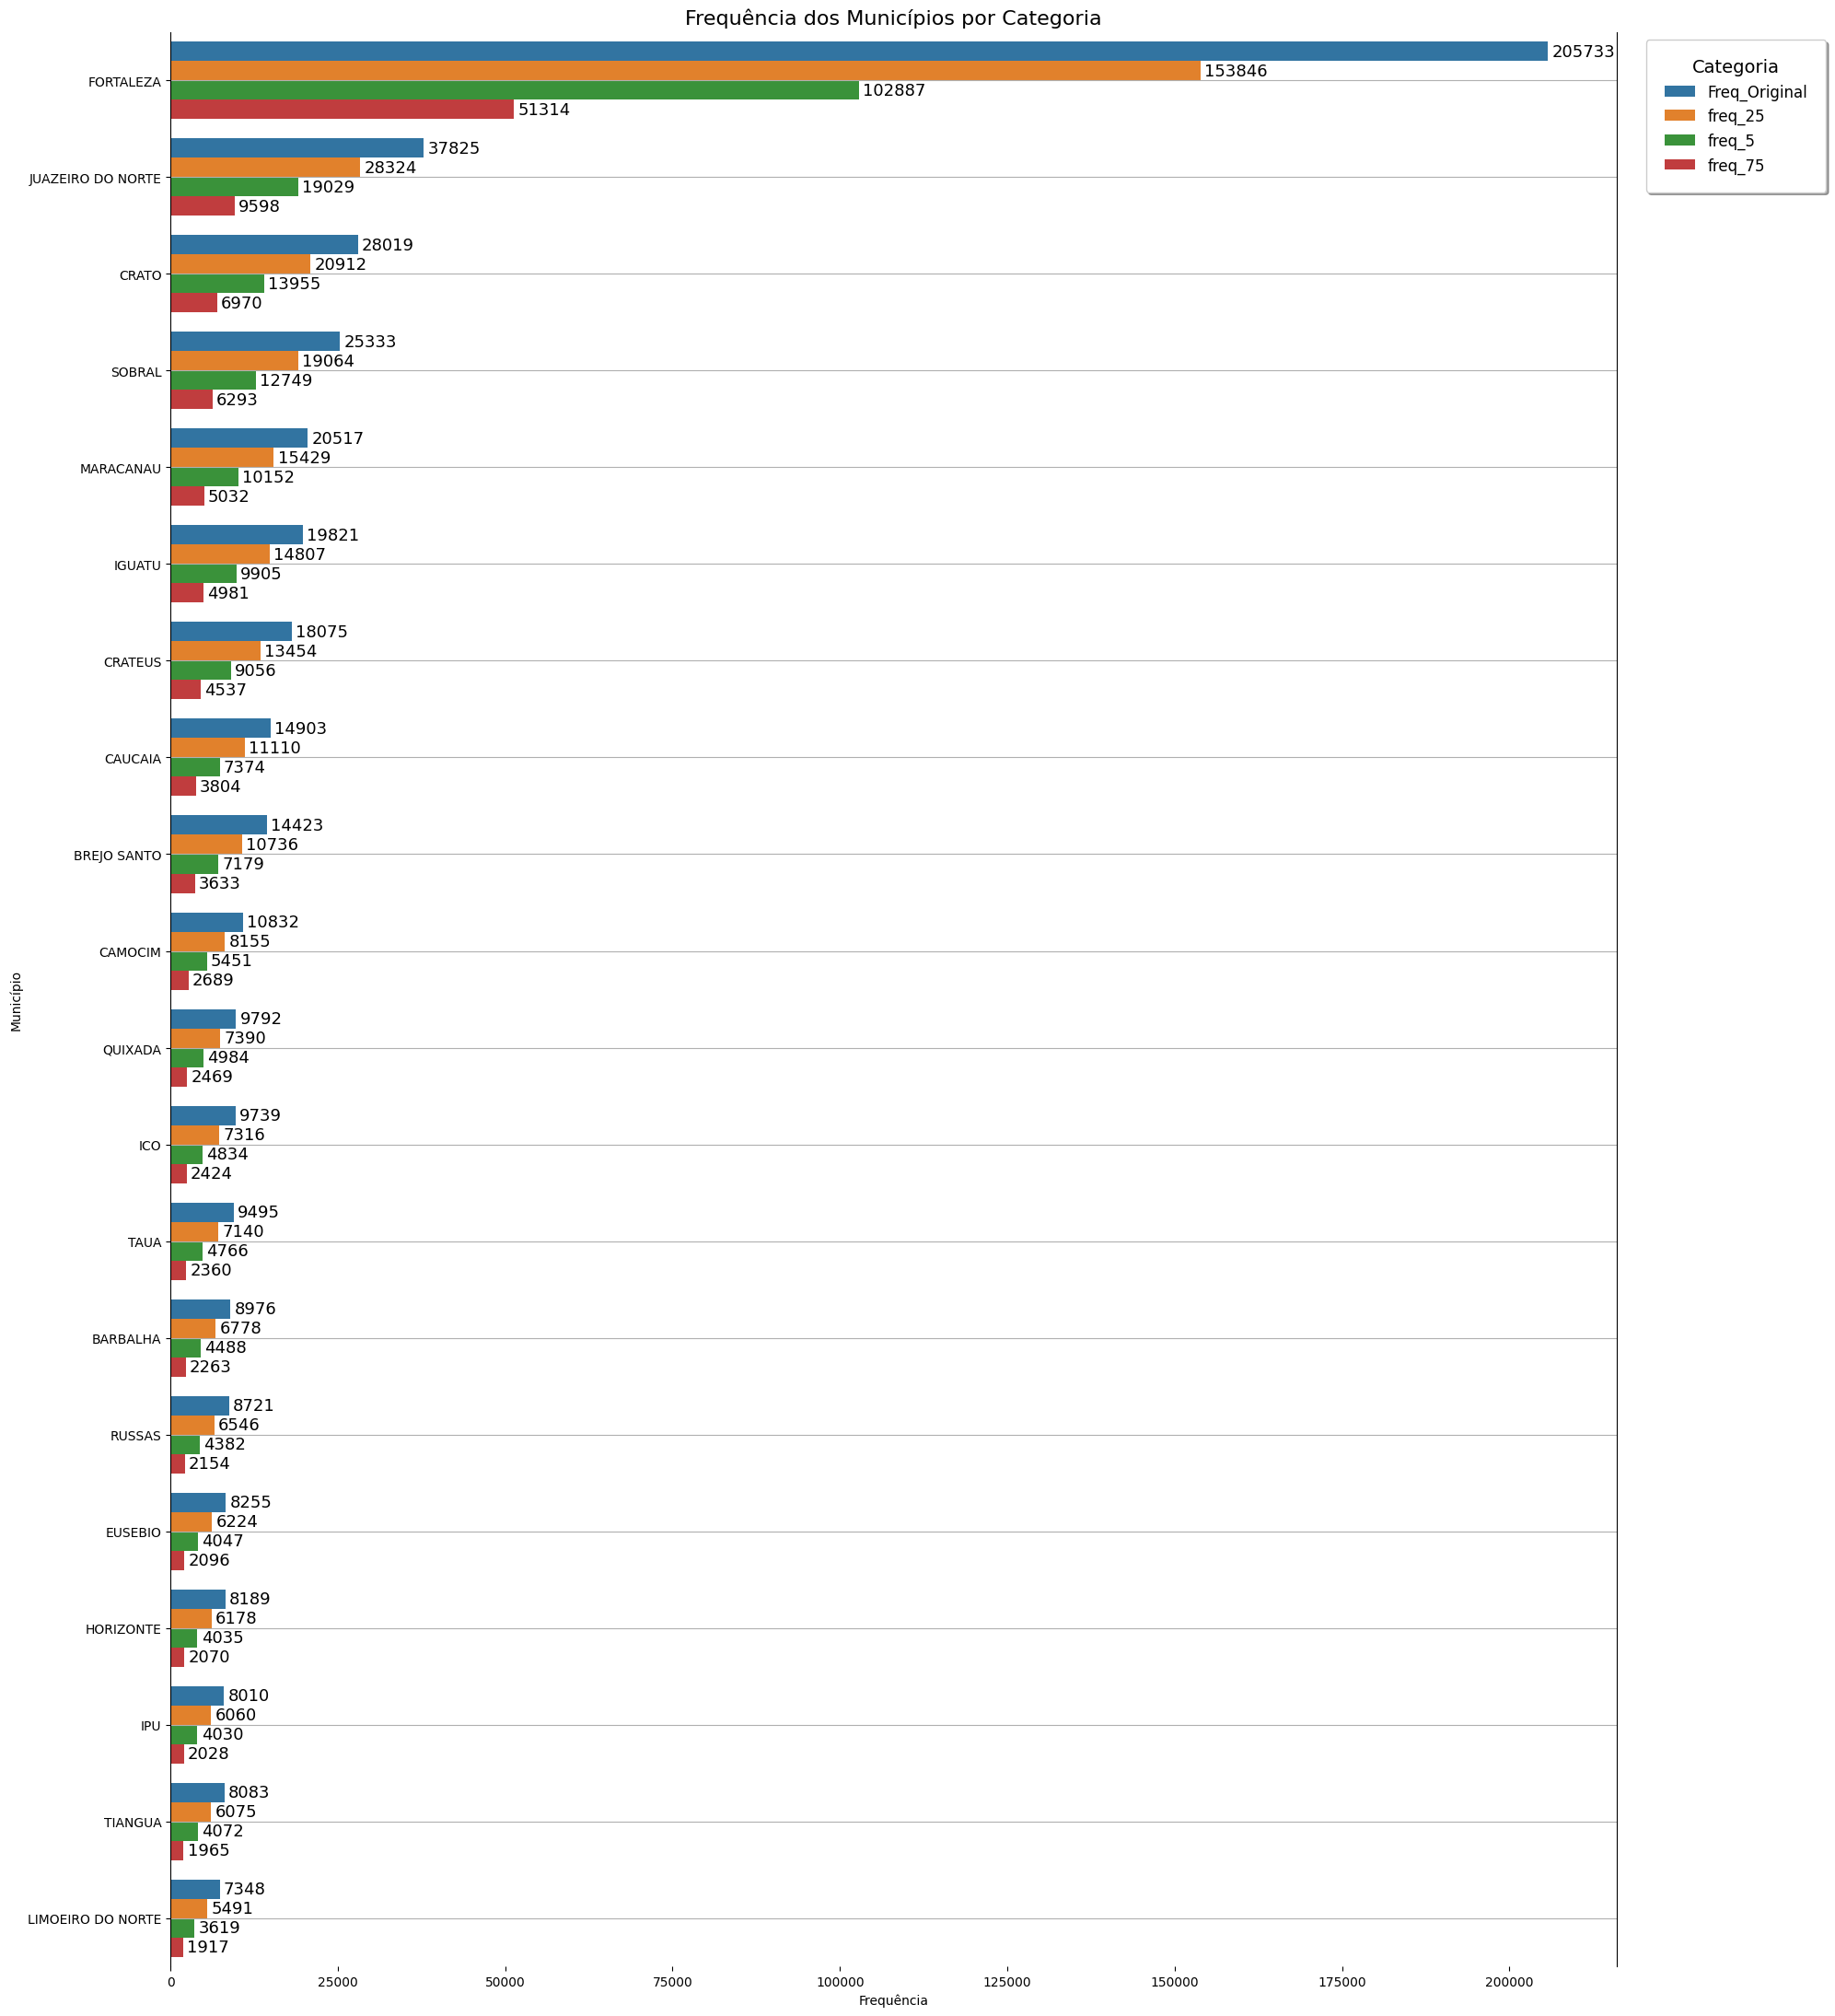 Frequência dos Municípios por Categoria
Categoria
Freq_Original
freq_25
freq_5
freq_75
Município
FORTALEZA
205733
153846
102887
51314
JUAZEIRO DO NORTE
37825
28324
19029
9598
CRATO
28019
20912
13955
6970
SOBRAL
25333
19064
12749
6293
MARACANAU
20517
15429
10152
5032
IGUATU
19821
14807
9905
4981
CRATEUS
18075
13454
9056
4537
CAUCAIA
14903
11110
7374
3804
BREJO SANTO
14423
10736
7179
3633
CAMOCIM
10832
8155
5451
2689
QUIXADA
9792
7390
4984
2469
ICO
9739
7316
4834
2424
TAUA
9495
7140
4766
2360
BARBALHA
8976
6778
4488
2263
RUSSAS
8721
6546
4382
2154
EUSEBIO
8255
6224
4047
2096
HORIZONTE
8189
6178
4035
2070
IPU
8010
6060
4030
2028
TIANGUA
8083
6075
4072
1965
LIMOEIRO DO NORTE
7348
5491
3619
1917
0 25000 50000 75000 100000 125000 150000 175000 200000
Frequência